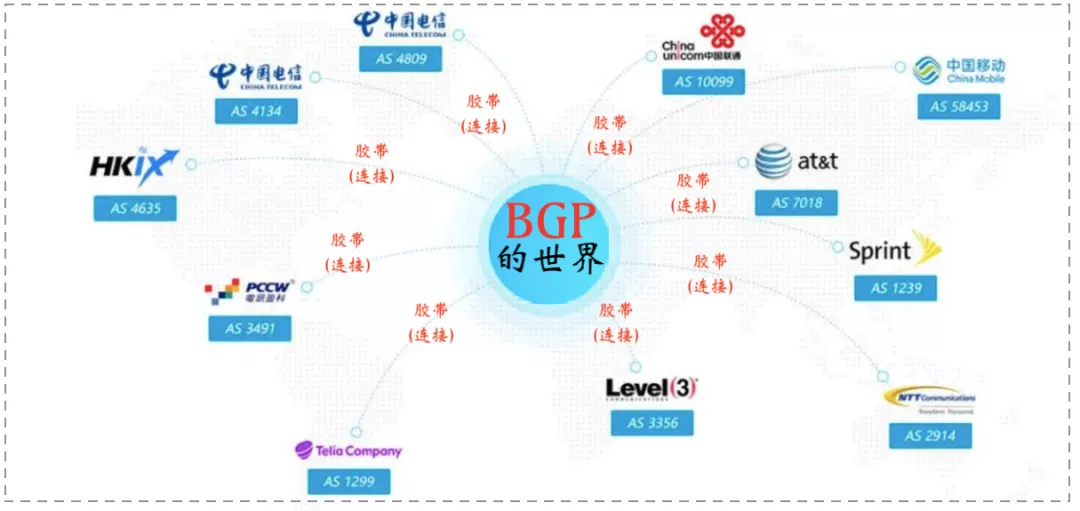 中国电信
CHINA TELECOM
AS 4809
China
unicom中国联通
AS 10099
中国电信
CHINA TELECOM
AS 4134
中国移动
China Mobile
AS 58453
胶带
(连接)
胶带
(连接)
HKiX
AS 4635
胶带
(连接)
at&t
AS 7018
胶带
(连接)
BGP
的世界
胶带
(连接)
Sprint
AS 1239
胶带
(连接)
PCCW
電訊盈科
AS 3491
胶带
(连接)
胶带
(连接)
Level(3)
COMMUNICATIONS
AS 3356
NTT Communications
Transform. Transcend.
AS 2914
Telia Company
AS 1299